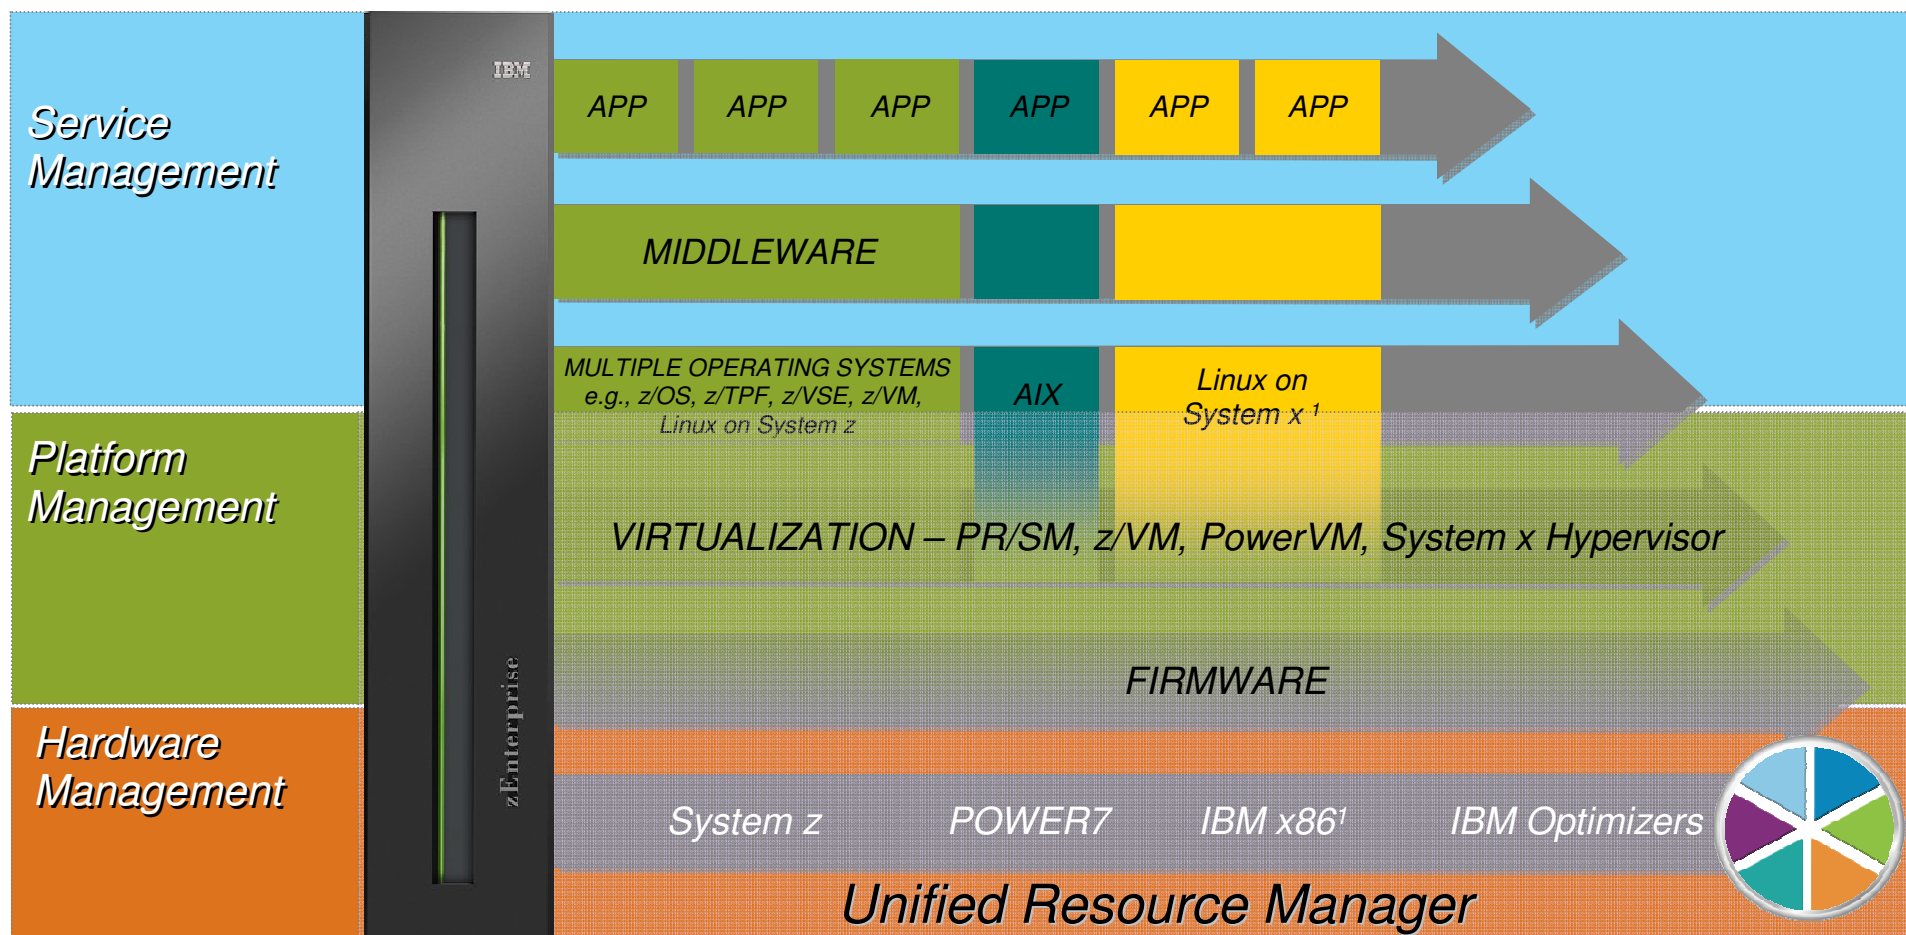 Service
Management
IBM
APP APP APP APP APP APP
MIDDLEWARE
MULTIPLE OPERATING SYSTEMS
e.g., z/OS, z/TPF, z/VSE, z/VM,
Linux on System z
AIX
Linux on
System x ¹
Platform
Management
VIRTUALIZATION – PR/SM, z/VM, PowerVM, System x Hypervisor
FIRMWARE
zEnterprise
Hardware
Management
System z POWER7 IBM x86¹ IBM Optimizers
Unified Resource Manager